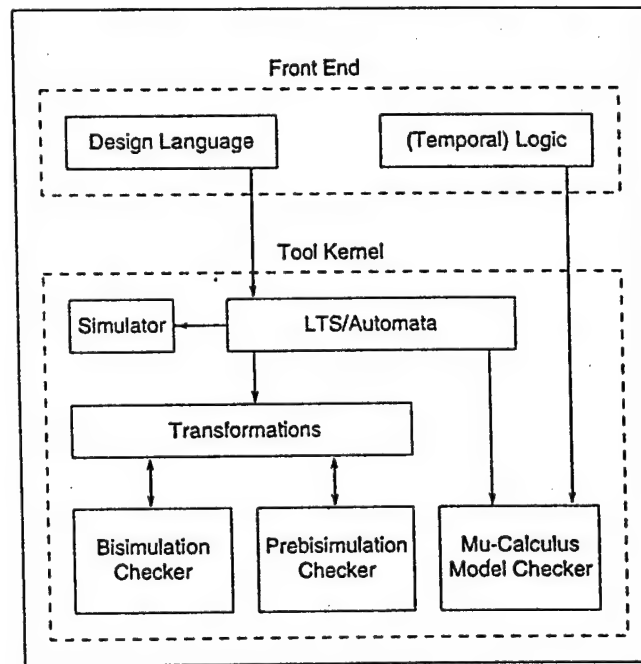 Front End
Design Language
(Temporal) Logic
Tool Kernel
Simulator
LTS/Automata
Transformations
Bisimulation
Checker
Prebisimulation
Checker
Mu-Calculus
Model Checker